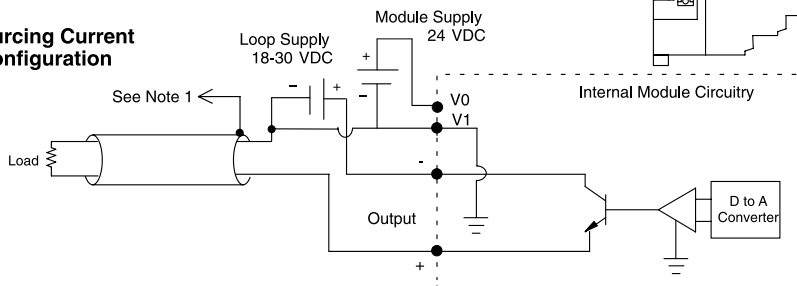 urcing Current
onfiguration
Loop Supply
18-30 VDC
Module Supply
24 VDC
+
-
-
+
See Note 1
Load
V0
V1
-
Output
+
Internal Module Circuitry
D to A
Converter